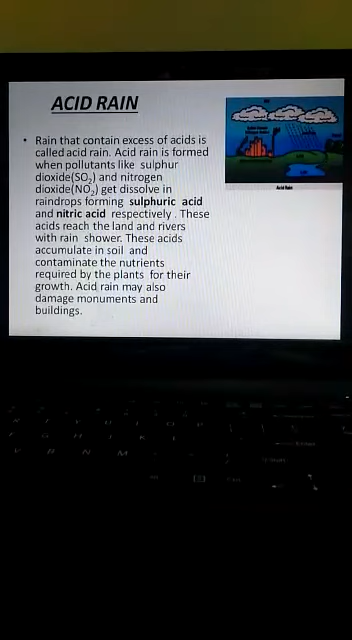 ACID RAIN
• Rain that contain excess of acids is
called acid rain. Acid rain is formed
when pollutants like sulphur
dioxide(SO₂) and nitrogen
dioxide(NO₂) get dissolve in
raindrops forming sulphuric acid
and nitric acid respectively . These
acids reach the land and rivers
with rain shower. These acids
accumulate in soil and
contaminate the nutrients
required by the plants for their
growth. Acid rain may also
damage monuments and
buildings.
Acid Rain